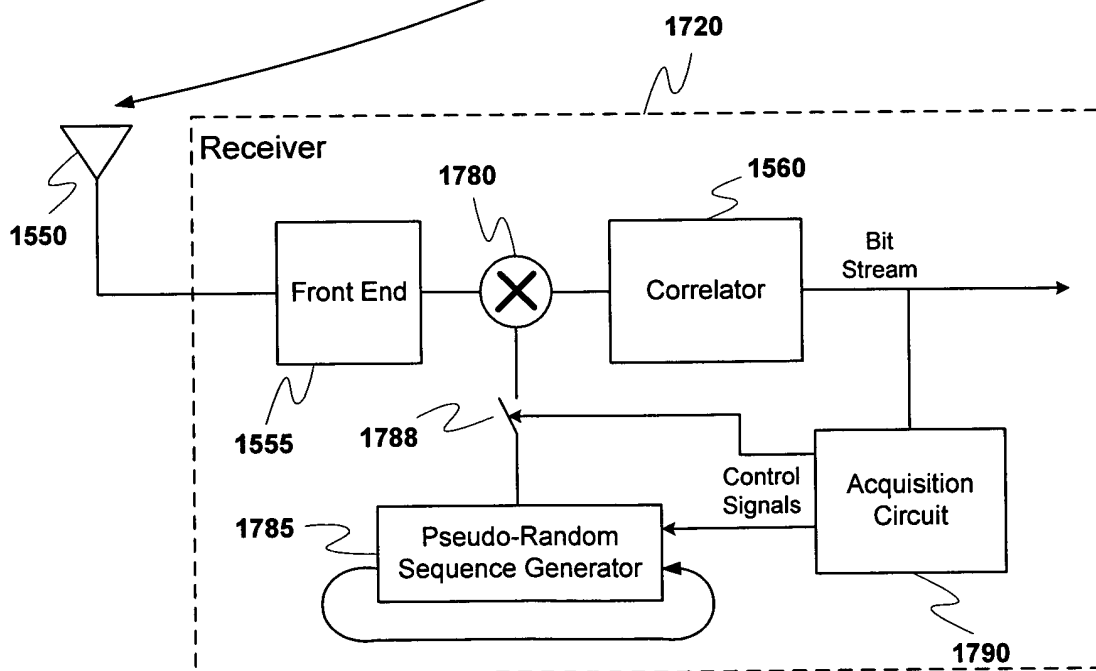 1720
Receiver
1780
1560
1550
Bit
Stream
Front End
Correlator
1555
1788
Control
Signals
Acquisition
Circuit
1785
Pseudo-Random
Sequence Generator
1790